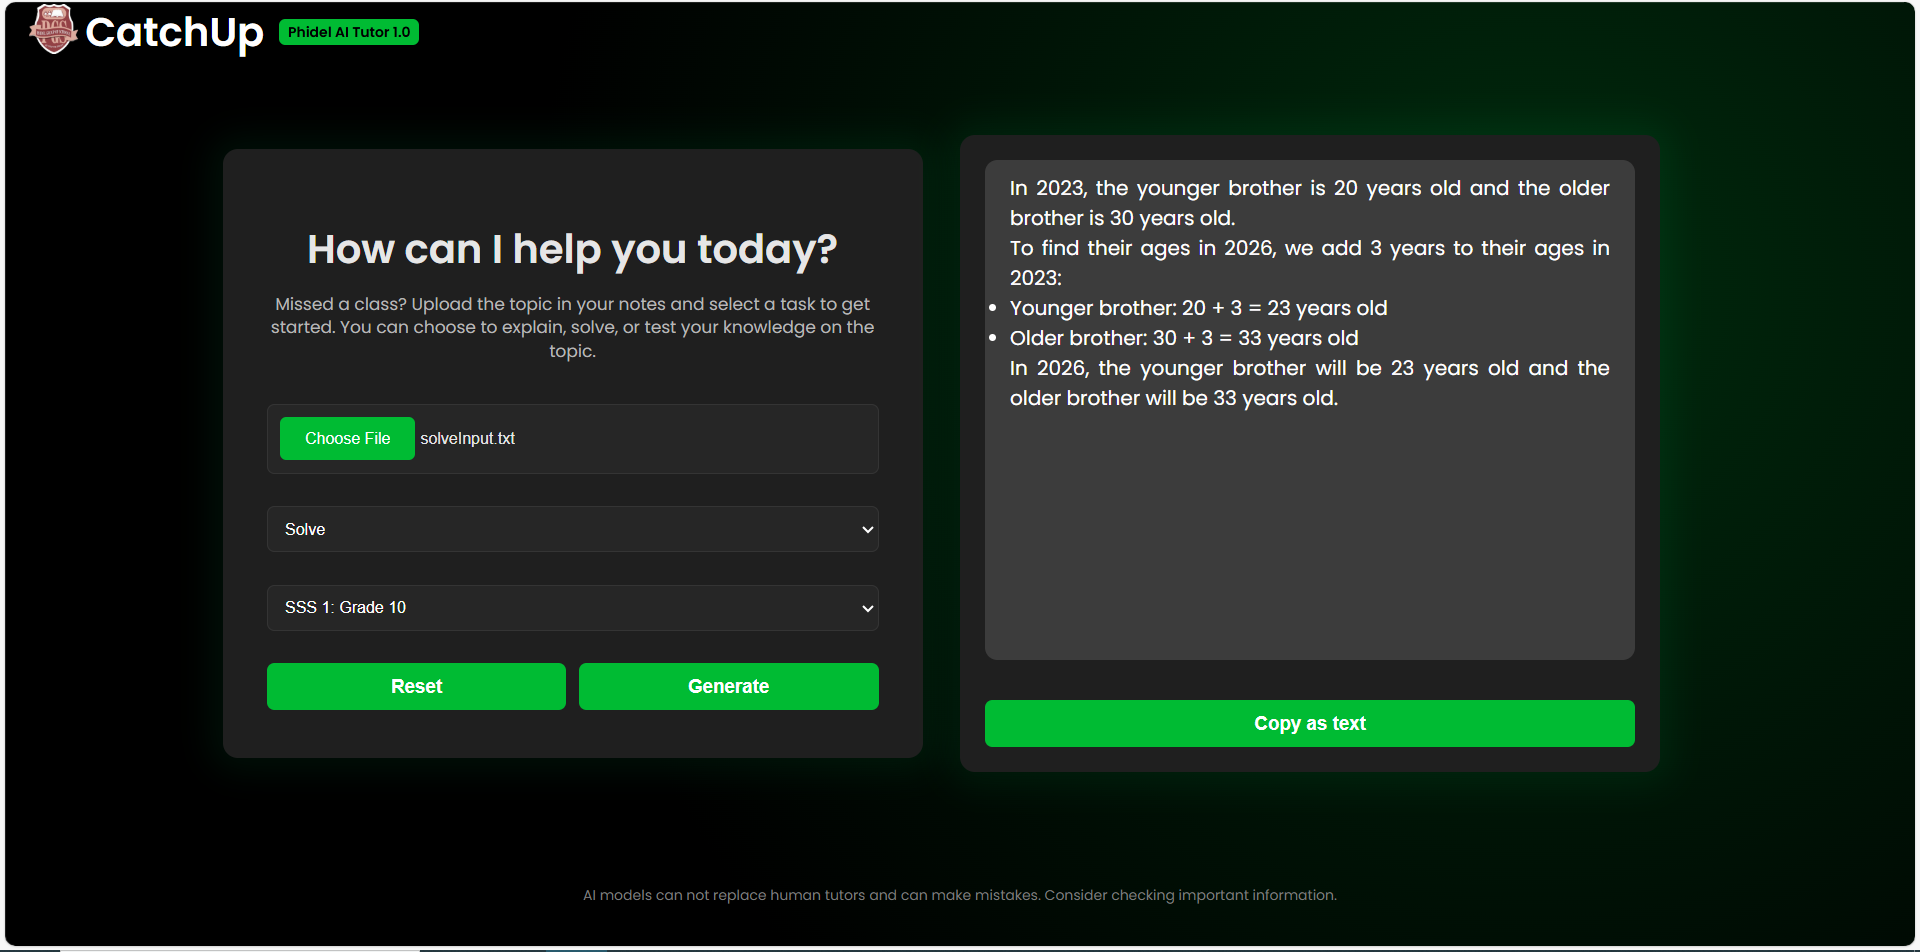 CatchUp
Phidel AI Tutor 1.0
How can I help you today?
Missed a class? Upload the topic in your notes and select a task to get
started. You can choose to explain, solve, or test your knowledge on the
topic.
Choose File solveInput.txt
Solve
SSS 1: Grade 10
Reset
Generate
In 2023, the younger brother is 20 years old and the older
brother is 30 years old.
To find their ages in 2026, we add 3 years to their ages in
2023:
• Younger brother: 20 + 3 = 23 years old
• Older brother: 30 + 3 = 33 years old
In 2026, the younger brother will be 23 years old and the
older brother will be 33 years old.
Copy as text
AI models can not replace human tutors and can make mistakes. Consider checking important information.